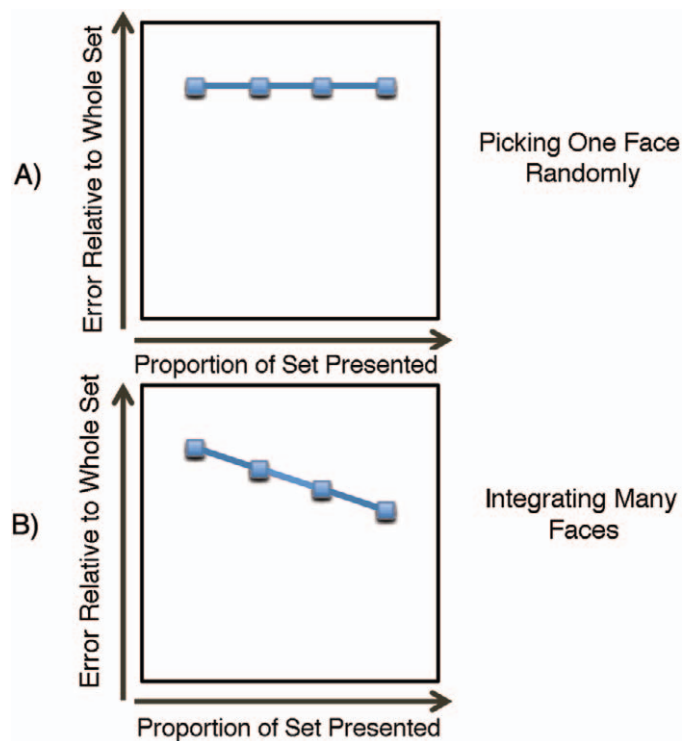 A)
Error Relative to Whole Set
Proportion of Set Presented
Picking One Face
Randomly
B)
Error Relative to Whole Set
Proportion of Set Presented
Integrating Many
Faces